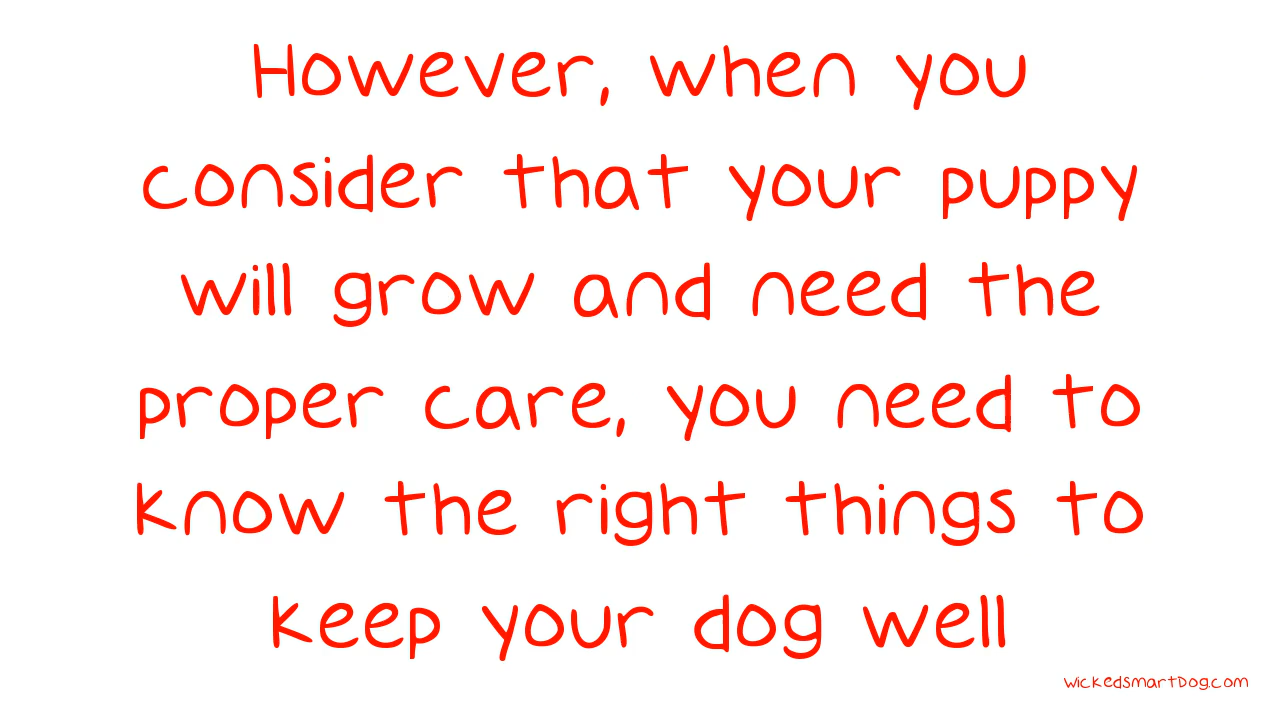 However, when you
consider that your puppy
will grow and need the
proper care, you need to
know the right things to
keep your dog well
wickedsmartDog.com